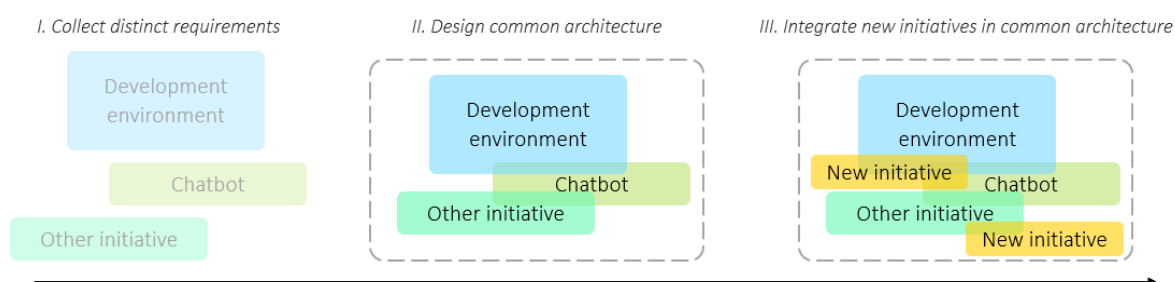 I. Collect distinct requirements
Development
environment
Chatbot
Other initiative
II. Design common architecture
Development
environment
Chatbot
Other initiative
III. Integrate new initiatives in common architecture
Development
environment
New initiative
Chatbot
Other initiative
New initiative